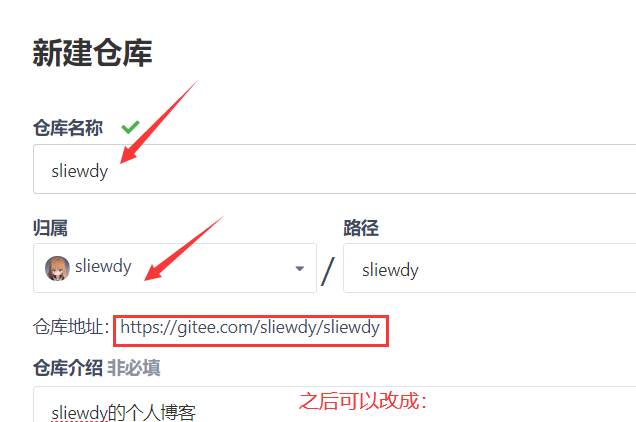 新建仓库
仓库名称
sliewdy
归属 路径
sliewdy / sliewdy
仓库地址：https://gitee.com/sliewdy/sliewdy
仓库介绍 非必填
之后可以改成：
sliewdy的个人博客